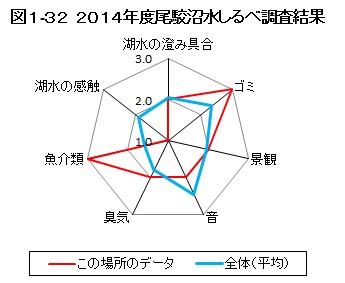 図1-32 2014年度尾駮沼水しるべ調査結果
湖水の澄み具合
3.0
湖水の感触
2.0
ゴミ
1.0
魚介類
景観
臭気
音
この場所のデータ
全体(平均)